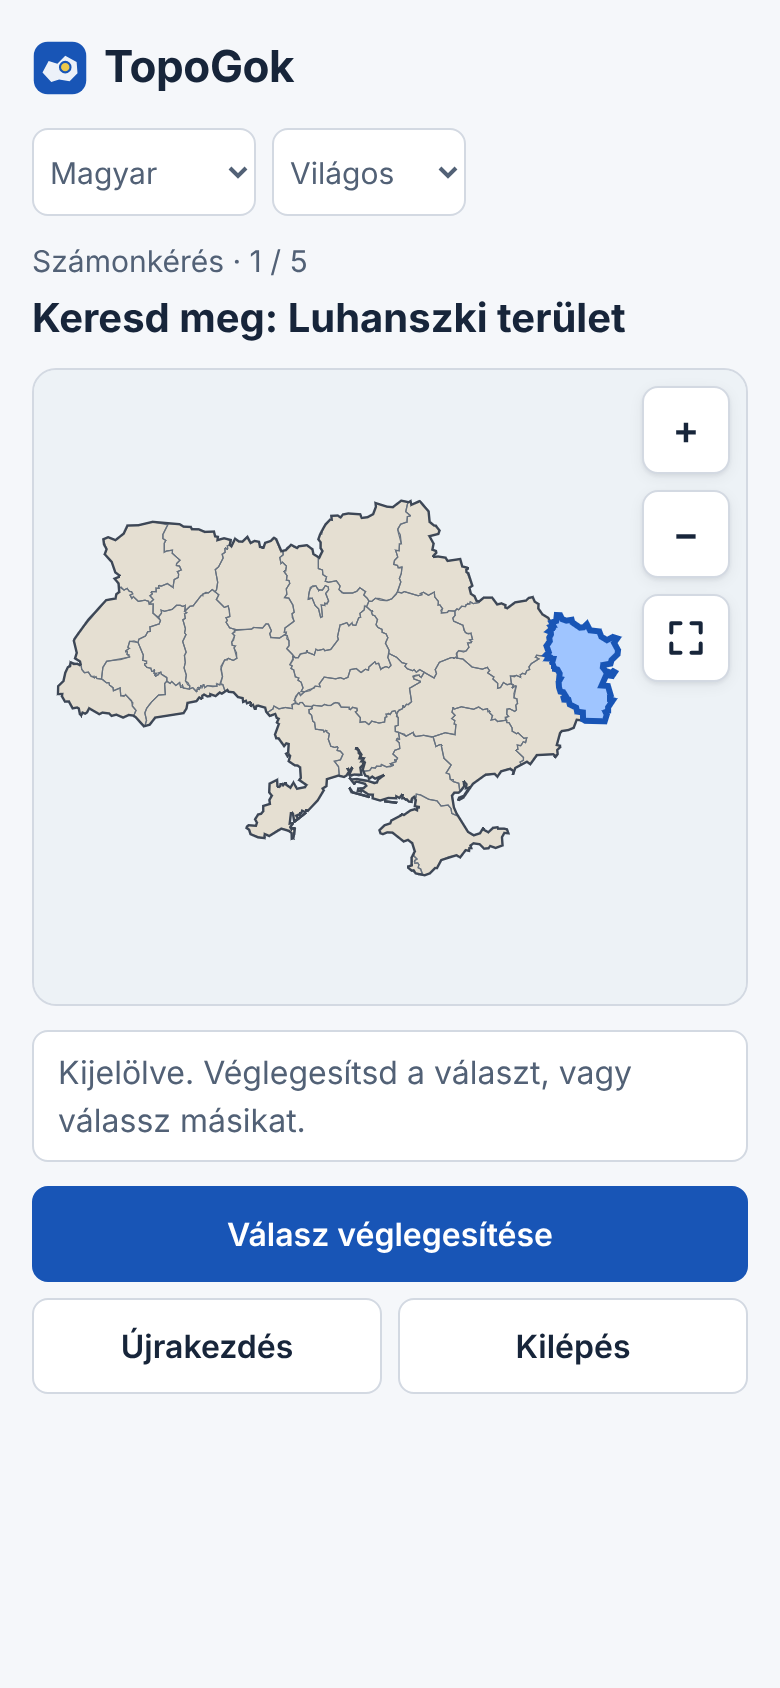 TopoGok
Magyar
Világos
Számonkérés · 1 / 5
Keresd meg: Luhanszki terület
+
−
Kijelölve. Véglegesítsd a választ, vagy
válassz másikat.
Válasz véglegesítése
Újrakezdés
Kilépés